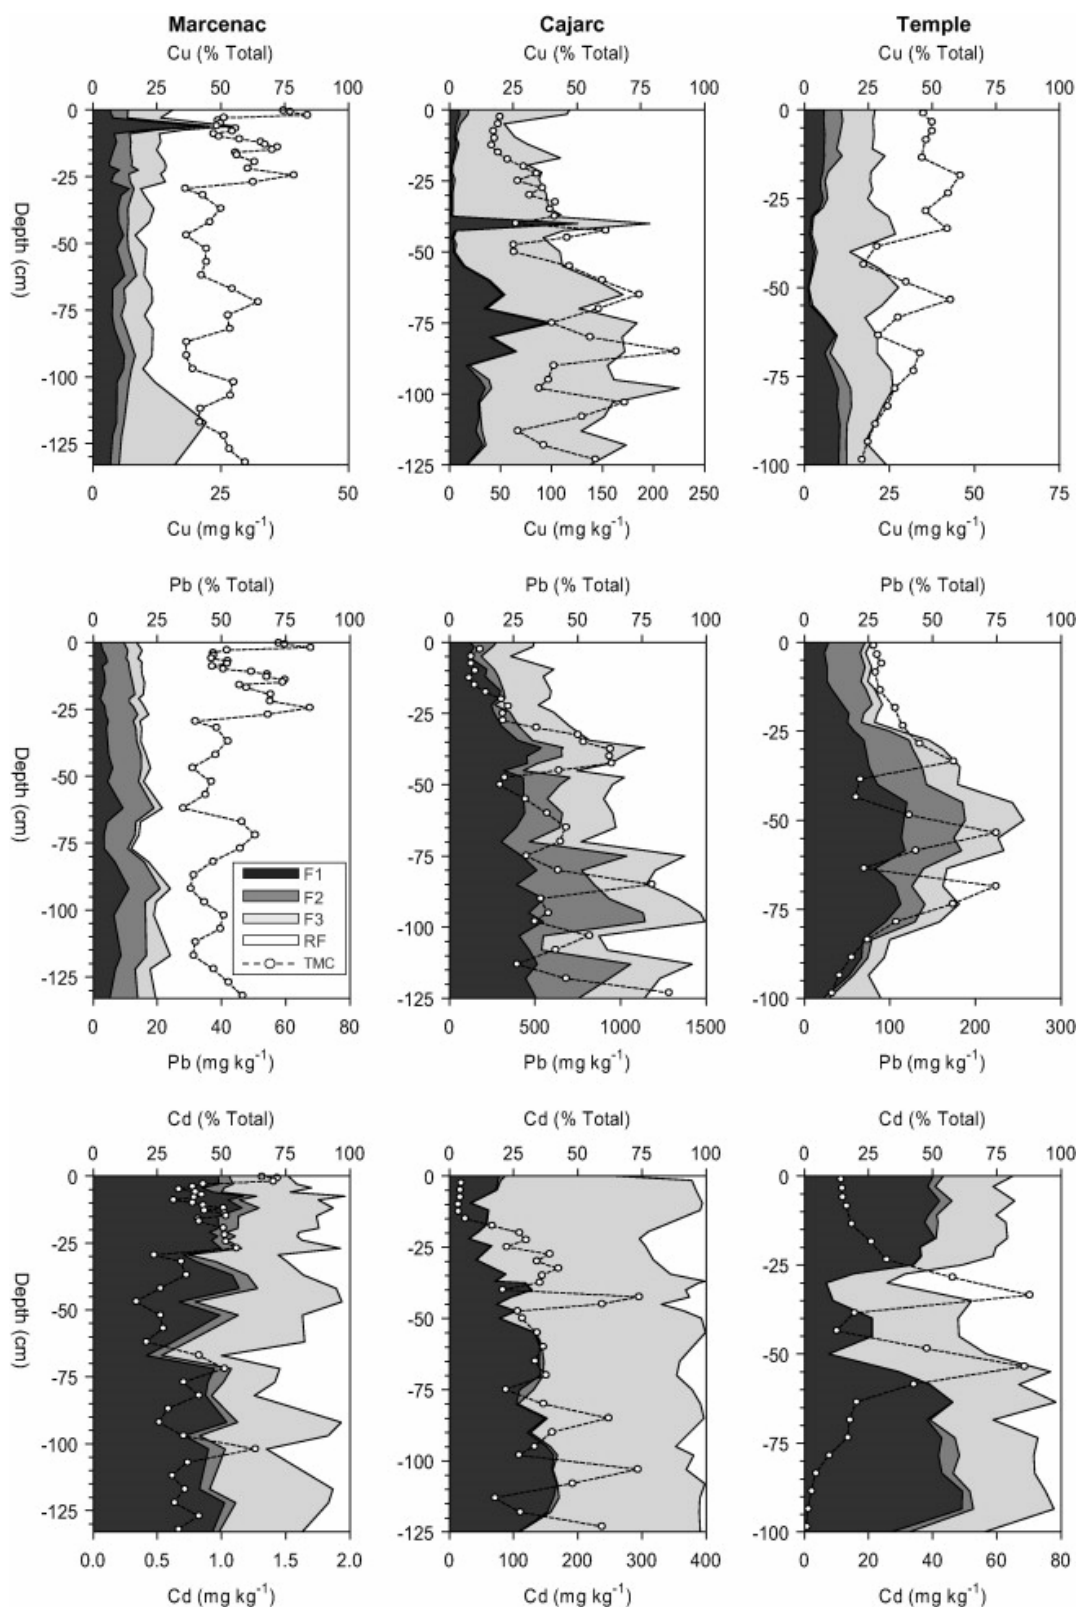 Marcenac Cajarc Temple
Cu (% Total) Cu (% Total) Cu (% Total)
0 25 50 75 100 0 25 50 75 100 0 25 50 75 100
Depth (cm)
0 0 0
-25 -25
-25
-50 -50
-50
-75 -75
-75
-100 -100
-125
-125 -100
0 25 50 0 50 100 150 200 250 0 25 50 75
Cu (mg kg⁻¹) Cu (mg kg⁻¹) Cu (mg kg⁻¹)
Pb (% Total) Pb (% Total) Pb (% Total)
0 25 50 75 100 0 25 50 75 100 0 25 50 75 100
Depth (cm)
0 0 0
-25 -25
-25
-50 -50
-50
-75 -75
-75
-100 -100
-125
-125 -100
F1
F2
F3
RF
TMC
0 20 40 60 80 0 500 1000 1500 0 100 200 300
Pb (mg kg⁻¹) Pb (mg kg⁻¹) Pb (mg kg⁻¹)
Cd (% Total) Cd (% Total) Cd (% Total)
0 25 50 75 100 0 25 50 75 100 0 25 50 75 100
Depth (cm)
0 0 0
-25 -25
-25
-50 -50
-50
-75 -75
-75
-100 -100
-125
-125 -100
0.0 0.5 1.0 1.5 2.0 0 100 200 300 400 0 20 40 60 80
Cd (mg kg⁻¹) Cd (mg kg⁻¹) Cd (mg kg⁻¹)